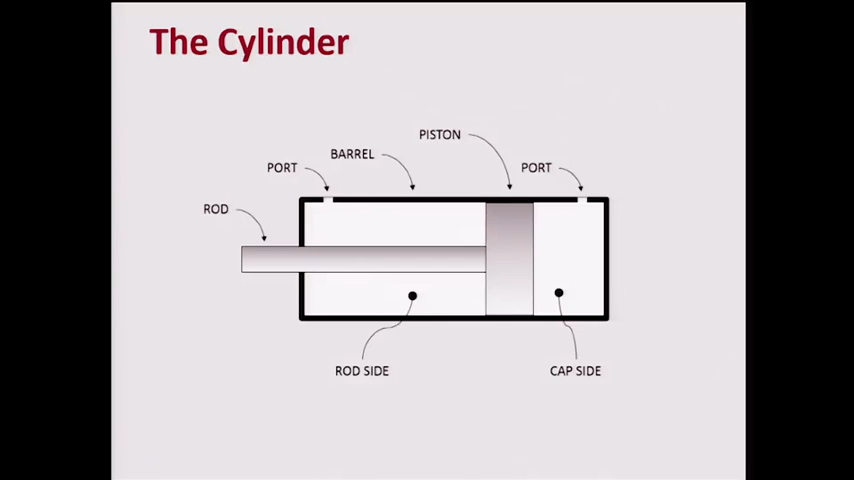 The Cylinder
PISTON
BARREL
PORT
PORT
ROD
ROD SIDE
CAP SIDE